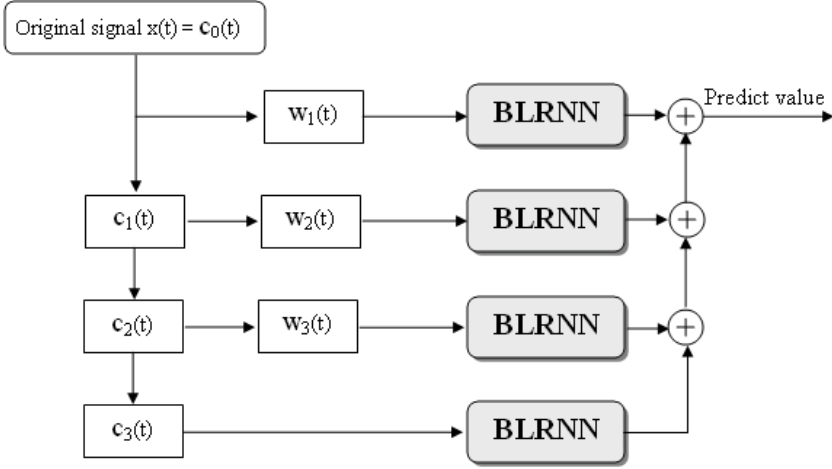 Original signal x(t) = c₀(t)
Predict value
w₁(t)
BLRNN
+
c₁(t)
w₂(t)
BLRNN
+
c₂(t)
w₃(t)
BLRNN
+
c₃(t)
BLRNN